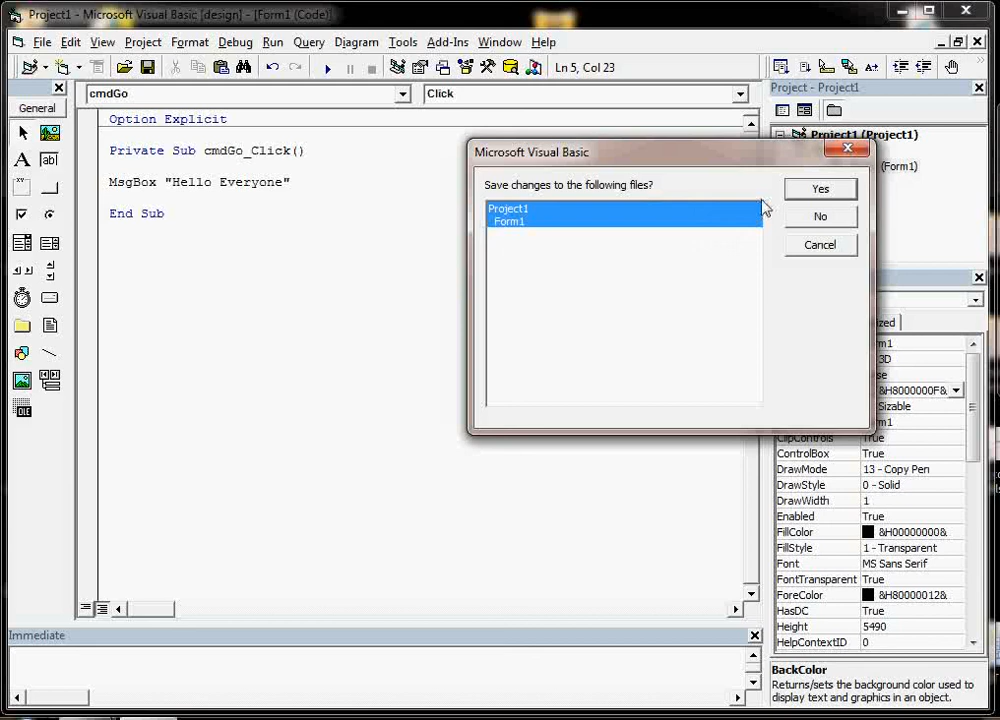 Project1 - Microsoft Visual Basic [design] - [Form1 (Code)]
File Edit View Project Format Debug Run Query Diagram Tools Add-Ins Window Help
Ln 5, Col 23
General
cmdGo
Click
Option Explicit
Private Sub cmdGo_Click()
MsgBox "Hello Everyone"
End Sub
Immediate
Microsoft Visual Basic
Save changes to the following files?
Project1
Form1
Yes
No
Cancel
Project - Project1
Project1 (Project1)
(Form1)
ized
rm1
3D
se
&H8000000F&
Sizable
rm1
ClipControls True
ControlBox True
DrawMode 13 - Copy Pen
DrawStyle 0 - Solid
DrawWidth 1
Enabled True
FillColor &H00000000&
FillStyle 1 - Transparent
Font MS Sans Serif
FontTransparent True
ForeColor &H80000012&
HasDC True
Height 5490
HelpContextID 0
BackColor
Returns/sets the background color used to
display text and graphics in an object.